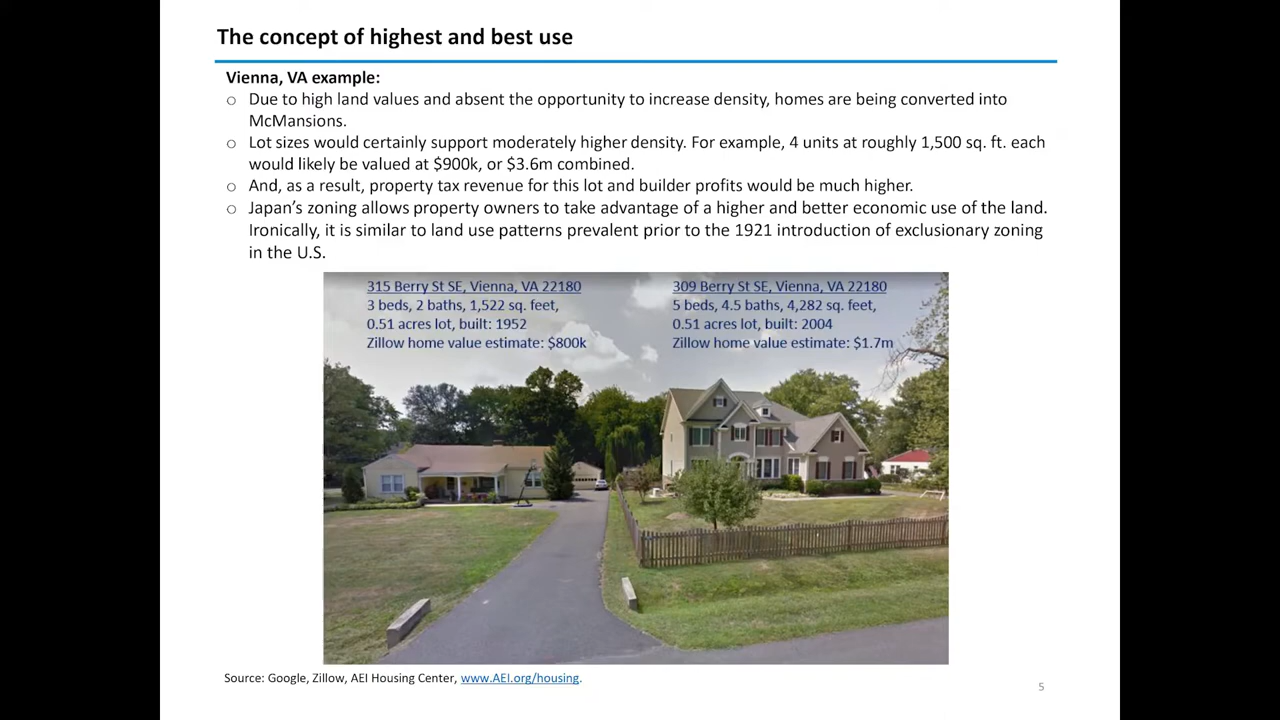 The concept of highest and best use
Vienna, VA example:
○ Due to high land values and absent the opportunity to increase density, homes are being converted into
McMansions.
○ Lot sizes would certainly support moderately higher density. For example, 4 units at roughly 1,500 sq. ft. each
would likely be valued at $900k, or $3.6m combined.
○ And, as a result, property tax revenue for this lot and builder profits would be much higher.
○ Japan’s zoning allows property owners to take advantage of a higher and better economic use of the land.
Ironically, it is similar to land use patterns prevalent prior to the 1921 introduction of exclusionary zoning
in the U.S.
315 Berry St SE, Vienna, VA 22180
3 beds, 2 baths, 1,522 sq. feet,
0.51 acres lot, built: 1952
Zillow home value estimate: $800k
309 Berry St SE, Vienna, VA 22180
5 beds, 4.5 baths, 4,282 sq. feet,
0.51 acres lot, built: 2004
Zillow home value estimate: $1.7m
Source: Google, Zillow, AEI Housing Center, www.AEI.org/housing.
5